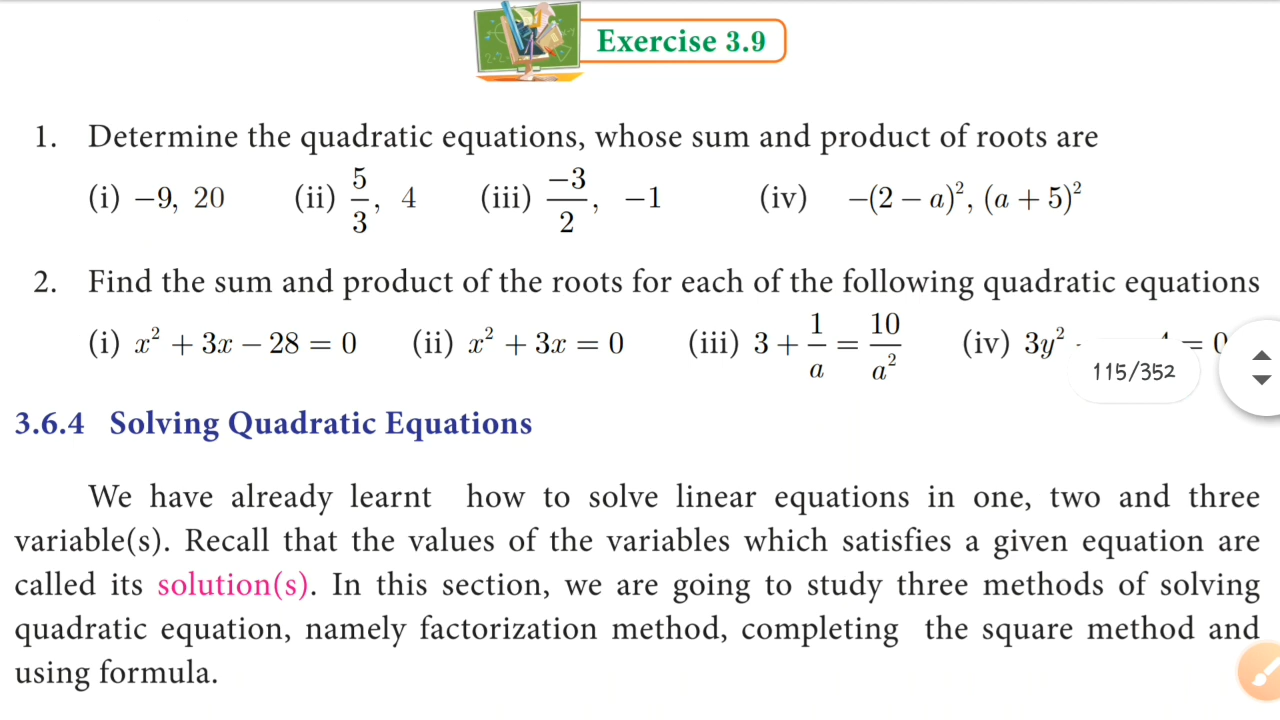 Exercise 3.9
1. Determine the quadratic equations, whose sum and product of roots are
(i) −9, 20 (ii) 5/3, 4 (iii) −3/2, −1 (iv) −(2 − a)², (a + 5)²
2. Find the sum and product of the roots for each of the following quadratic equations
(i) x² + 3x − 28 = 0 (ii) x² + 3x = 0 (iii) 3 + 1/a = 10/a² (iv) 3y² = 0
115/352
3.6.4 Solving Quadratic Equations
We have already learnt how to solve linear equations in one, two and three
variable(s). Recall that the values of the variables which satisfies a given equation are
called its solution(s). In this section, we are going to study three methods of solving
quadratic equation, namely factorization method, completing the square method and
using formula.